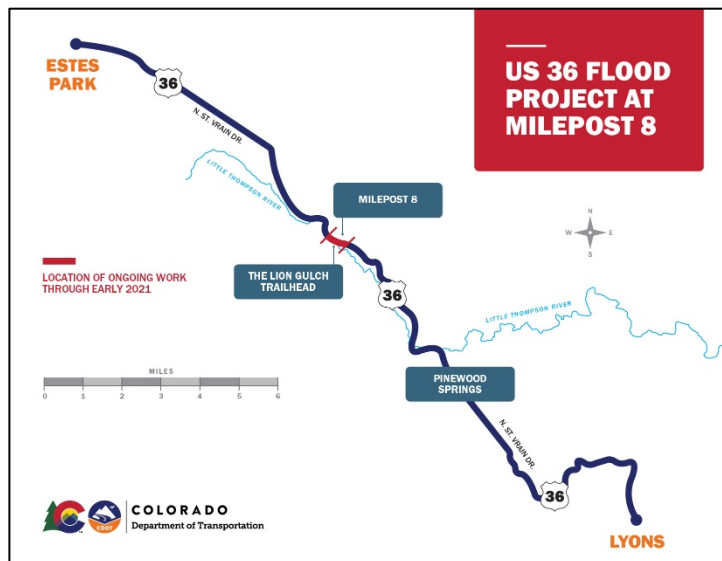 US 36 FLOOD
PROJECT AT
MILEPOST 8
ESTES
PARK
36
N. ST. VRAIN DR.
LITTLE THOMPSON RIVER
MILEPOST 8
THE LION GULCH
TRAILHEAD
N
W E
S
LOCATION OF ONGOING WORK
THROUGH EARLY 2021
36
LITTLE THOMPSON RIVER
MILES
0 1 2 3 4 5 6
PINEWOOD
SPRINGS
N. ST. VRAIN DR.
36
LYONS
CDOT
COLORADO
Department of Transportation